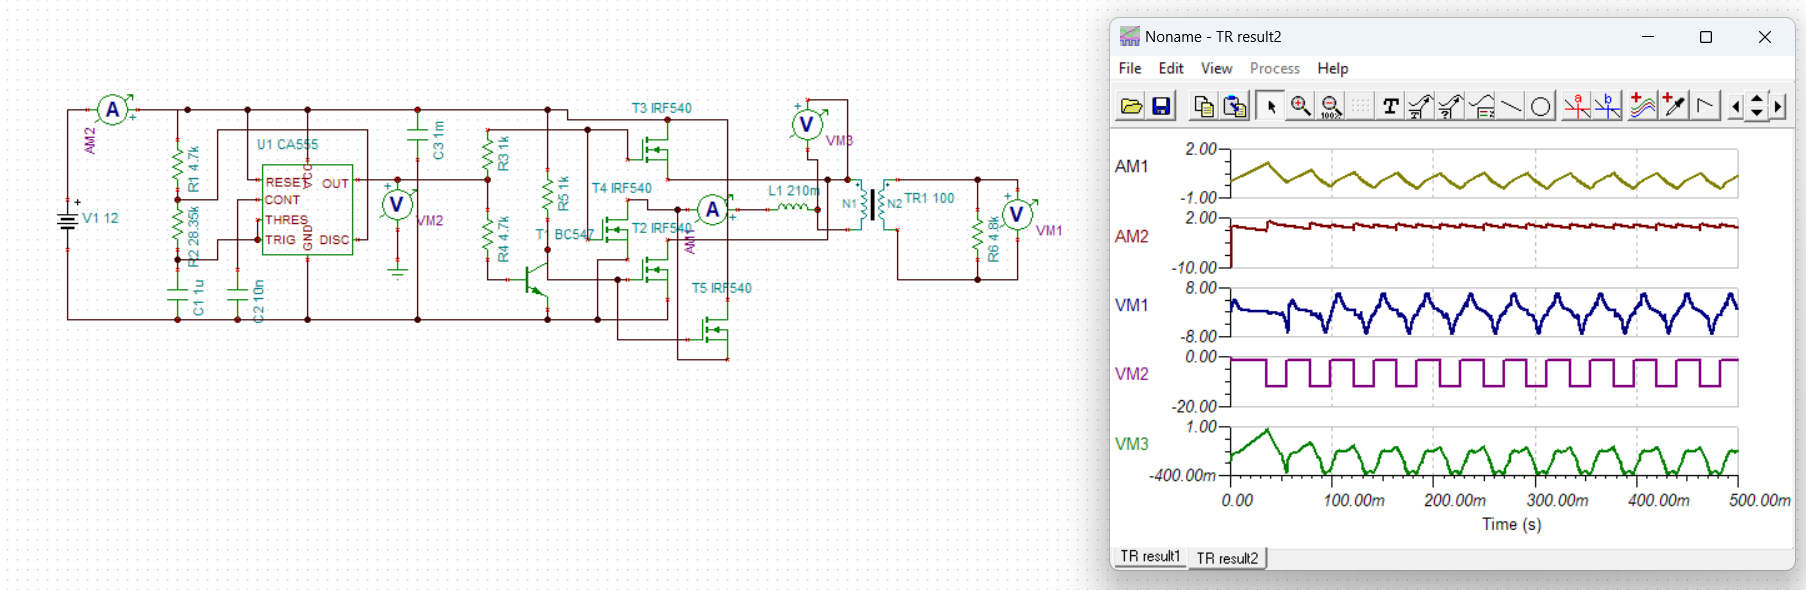 A
+
AM2
V1 12
+
R1 4.7k
R2 28.35k
C1 1u
C2 10n
U1 CA555
RESET
VCC
OUT
CONT
THRES
TRIG
GND
DISC
C3 1m
V
+
VM2
R3 1k
R4 4.7k
R5 1k
T1 BC547
T3 IRF540
T4 IRF540
T2 IRF540
T5 IRF540
A
+
AM1
L1 210m
V
+
VM3
N1
N2
TR1 100
R6 4.8k
V
+
VM1
Noname - TR result2
File Edit View Process Help
100%
T
a
b
AM1
2.00
-1.00
AM2
2.00
-10.00
VM1
8.00
-8.00
VM2
0.00
-20.00
VM3
1.00
-400.00m
0.00 100.00m 200.00m 300.00m 400.00m 500.00m
Time (s)
TR result1 TR result2